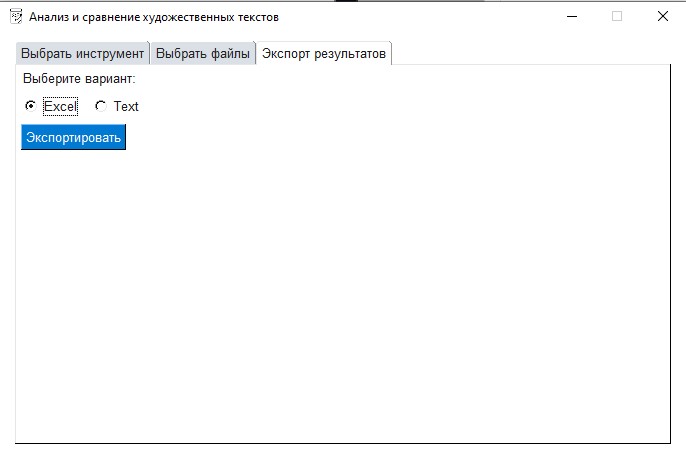 Анализ и сравнение художественных текстов
Выбрать инструмент Выбрать файлы Экспорт результатов
Выберите вариант:
Excel Text
Экспортировать